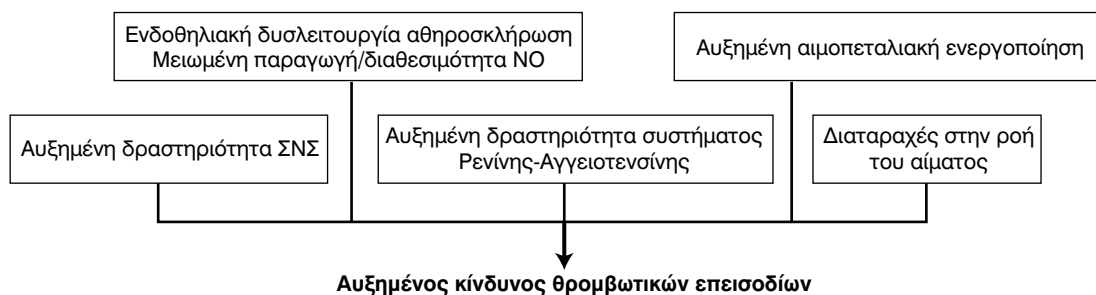 Ενδοθηλιακή δυσλειτουργία αθηροσκλήρωση
Μειωμένη παραγωγή/διαθεσιμότητα ΝΟ
Αυξημένη αιμοπεταλιακή ενεργοποίηση
Αυξημένη δραστηριότητα ΣΝΣ
Αυξημένη δραστηριότητα συστήματος
Ρενίνης-Αγγειοτενσίνης
Διαταραχές στην ροή
του αίματος
Αυξημένος κίνδυνος θρομβωτικών επεισοδίων